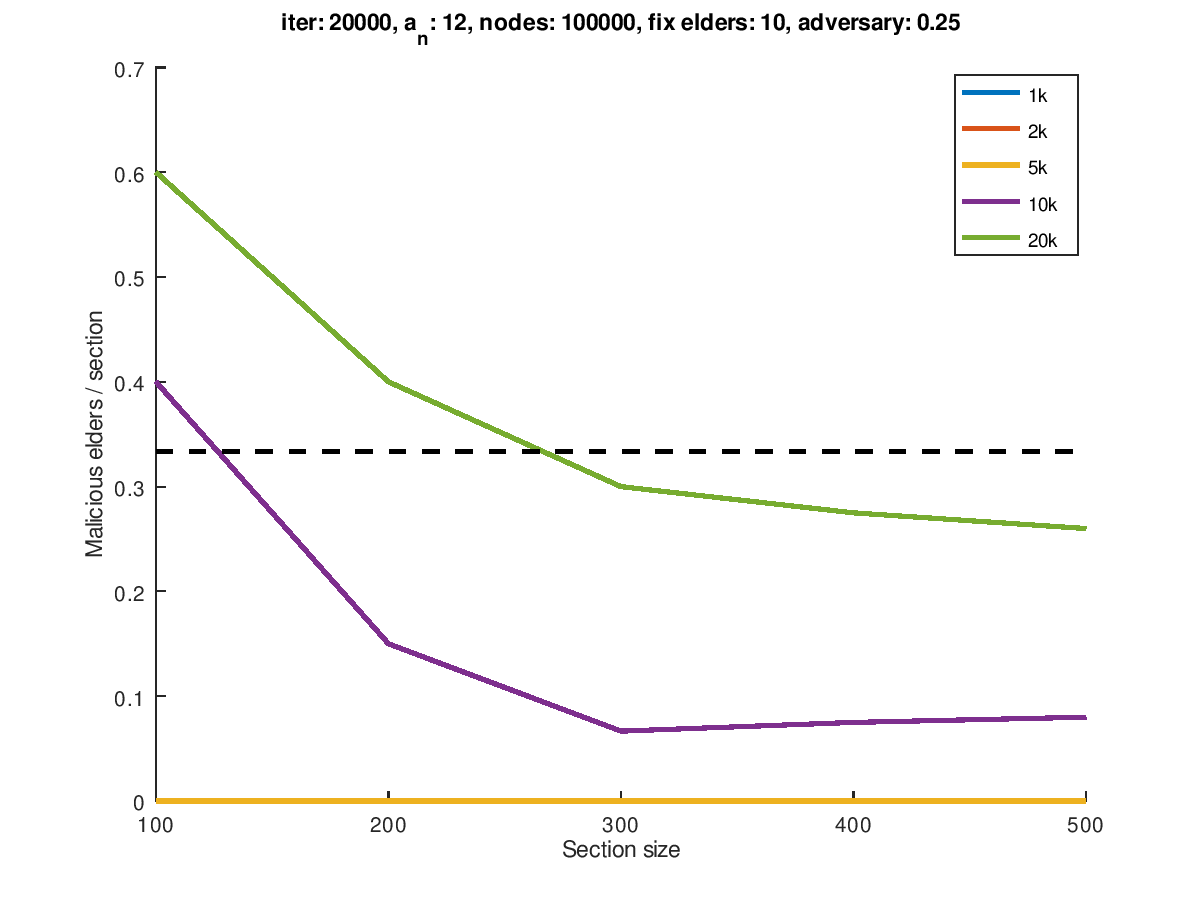 iter: 20000, a_n: 12, nodes: 100000, fix elders: 10, adversary: 0.25
0.7
0.6
0.5
0.4
0.3
0.2
0.1
0
Malicious elders / section
100 200 300 400 500
Section size
1k
2k
5k
10k
20k